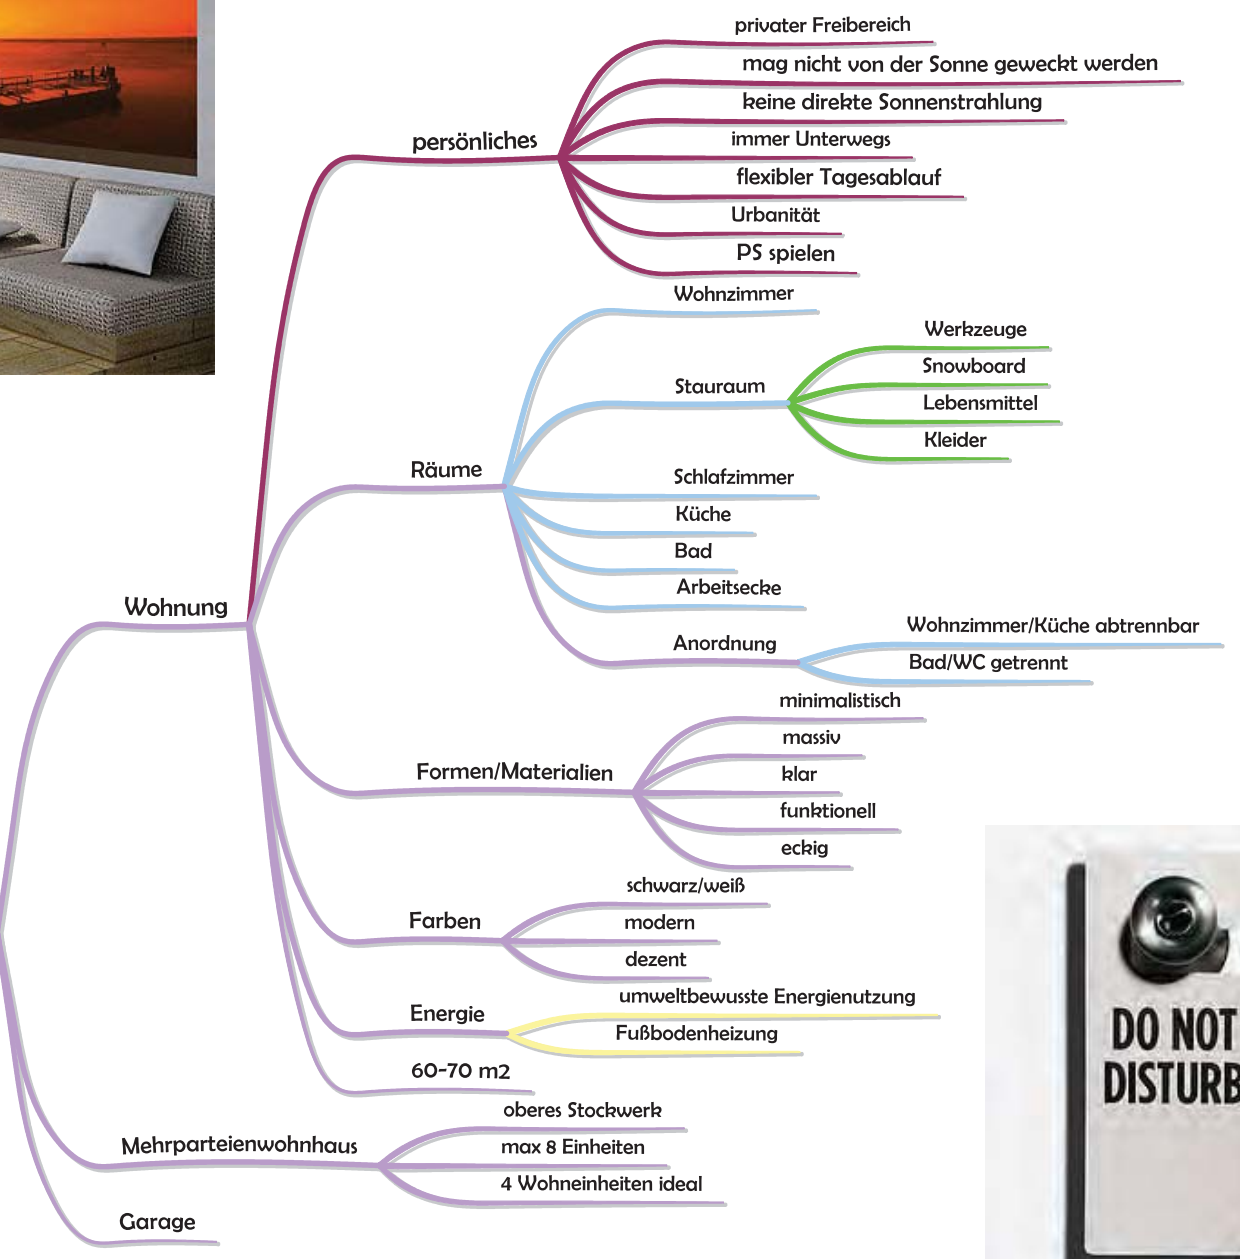 privater Freibereich
mag nicht von der Sonne geweckt werden
keine direkte Sonnenstrahlung
persönliches
immer Unterwegs
flexibler Tagesablauf
Urbanität
PS spielen
Wohnzimmer
Werkzeuge
Snowboard
Stauraum
Lebensmittel
Kleider
Räume
Schlafzimmer
Küche
Bad
Arbeitsecke
Wohnung
Wohnzimmer/Küche abtrennbar
Anordnung
Bad/WC getrennt
minimalistisch
massiv
Formen/Materialien
klar
funktionell
eckig
schwarz/weiß
Farben
modern
dezent
umweltbewusste Energienutzung
Energie
Fußbodenheizung
60-70 m2
oberes Stockwerk
Mehrparteienwohnhaus
max 8 Einheiten
4 Wohneinheiten ideal
Garage
DO NOT
DISTURB